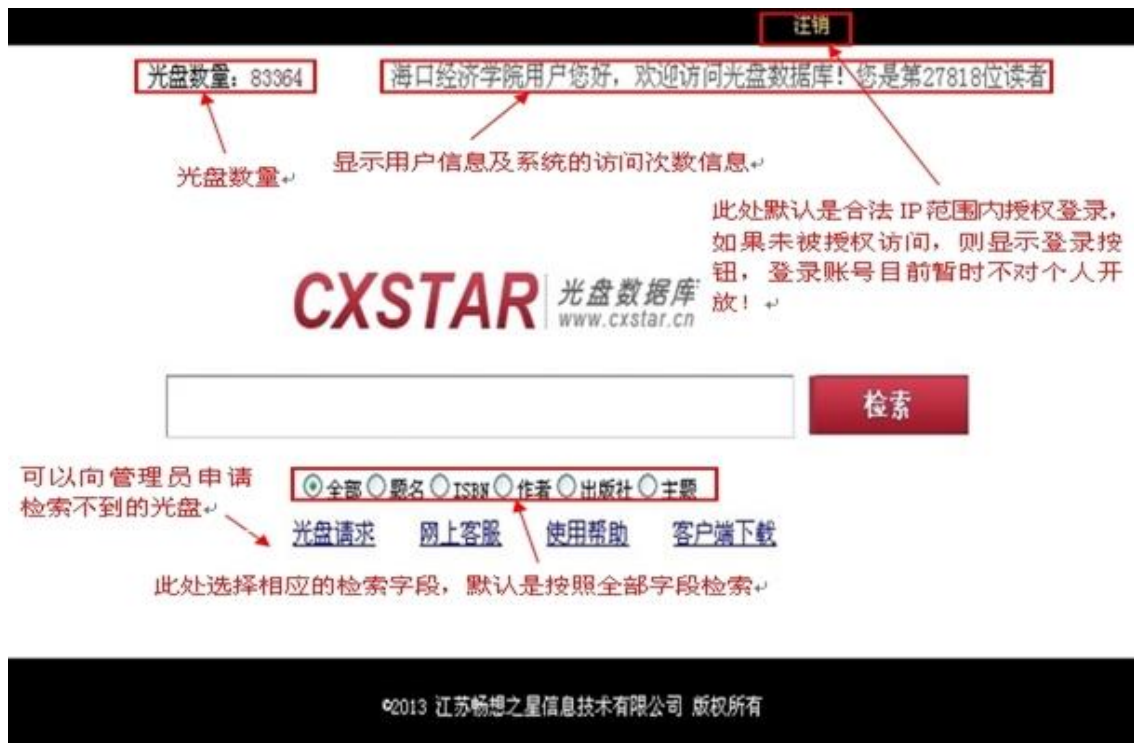 注销
光盘数量：83364
海口经济学院用户您好，欢迎访问光盘数据库！您是第27818位读者
光盘数量
显示用户信息及系统的访问次数信息
此处默认是合法 IP 范围内授权登录，
如果未被授权访问，则显示登录按
钮，登录账号目前暂时不对个人开
放！
CXSTAR 光盘数据库
www.cxstar.cn
检索
可以向管理员申请
检索不到的光盘
全部 题名 ISBN 作者 出版社 主题
光盘请求 网上客服 使用帮助 客户端下载
此处选择相应的检索字段，默认是按照全部字段检索
©2013 江苏畅想之星信息技术有限公司 版权所有